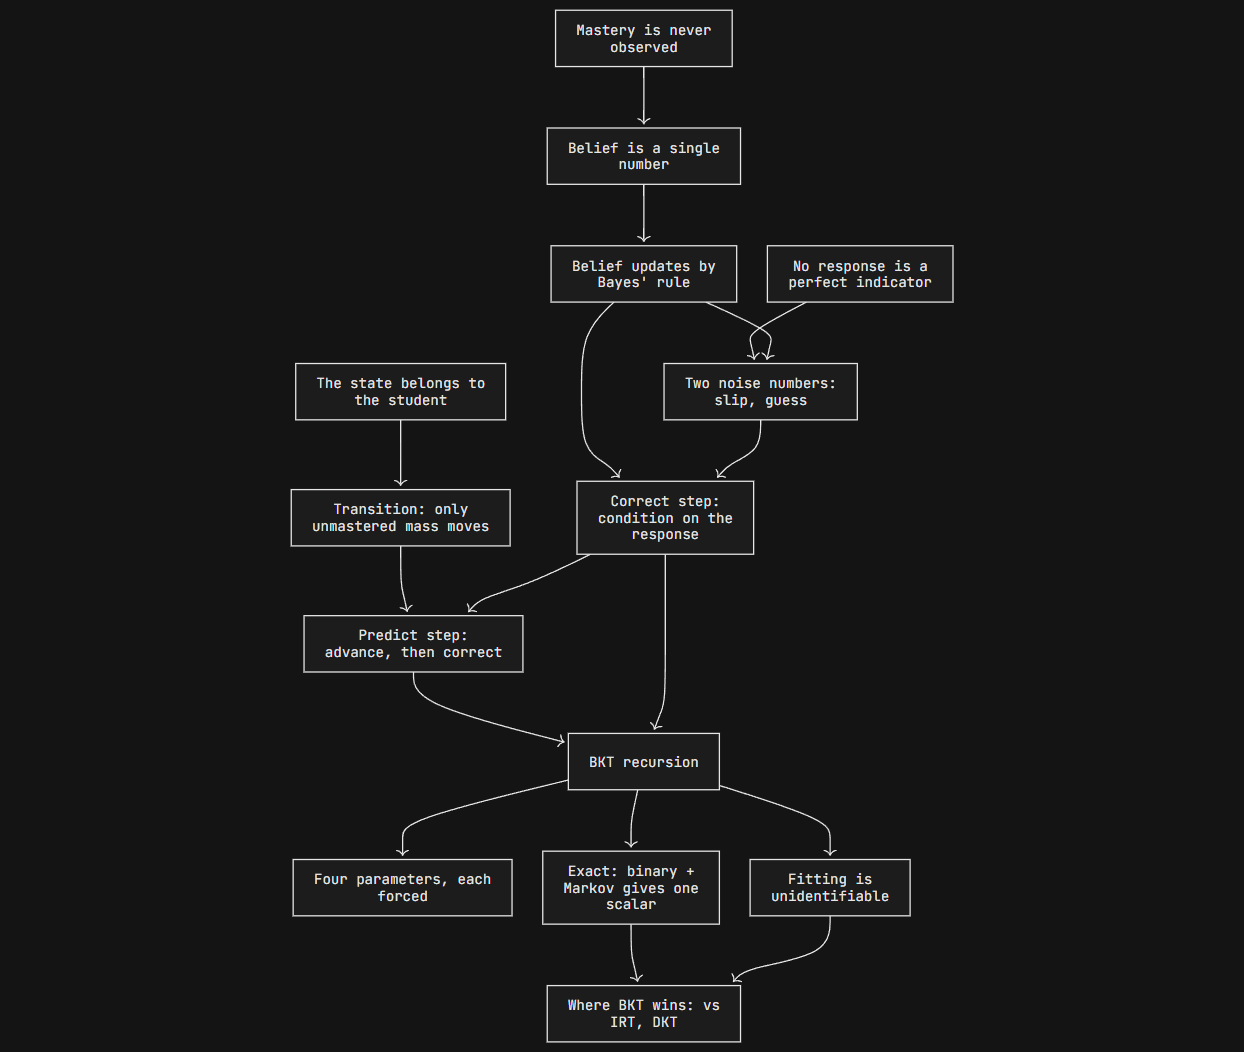 Mastery is never
observed
Belief is a single
number
Belief updates by
Bayes' rule
No response is a
perfect indicator
The state belongs to
the student
Two noise numbers:
slip, guess
Transition: only
unmastered mass moves
Correct step:
condition on the
response
Predict step:
advance, then correct
BKT recursion
Four parameters, each
forced
Exact: binary +
Markov gives one
scalar
Fitting is
unidentifiable
Where BKT wins: vs
IRT, DKT